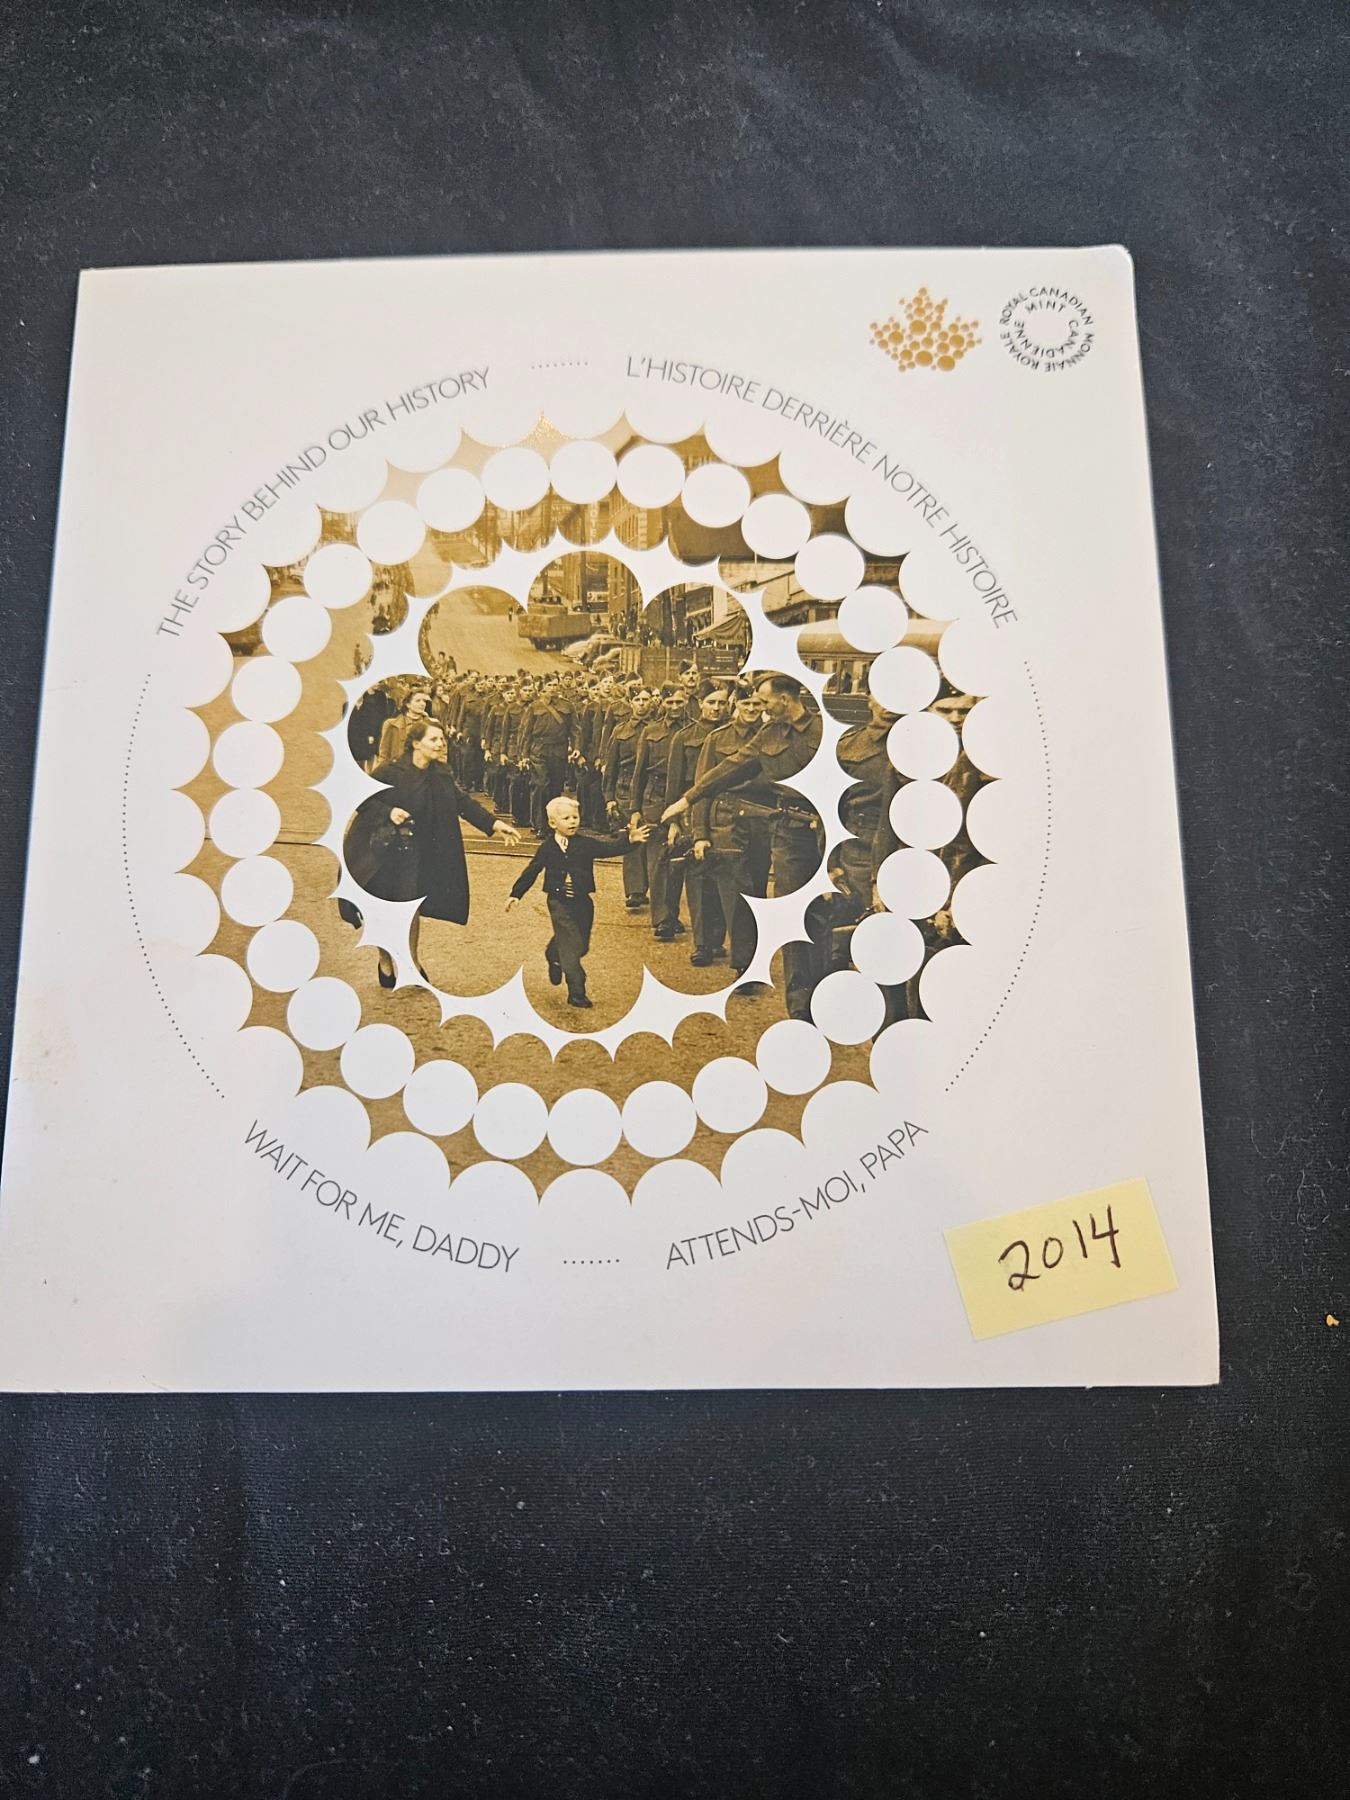 ROYAL CANADIAN MINT
MONNAIE ROYALE CANADIENNE
THE STORY BEHIND OUR HISTORY
L'HISTOIRE DERRIÈRE NOTRE HISTOIRE
WAIT FOR ME, DADDY
ATTENDS-MOI, PAPA
2014